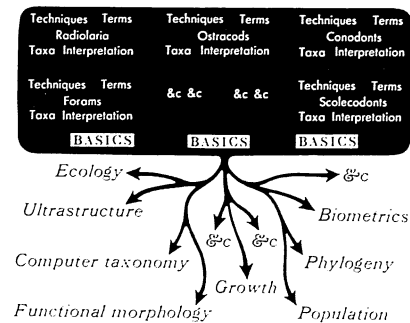 Techniques Terms Techniques Terms Techniques Terms
Radiolaria Ostracods Conodonts
Taxa Interpretation Taxa Interpretation Taxa Interpretation
Techniques Terms &c &c &c &c Techniques Terms
Forams Scolecodonts
Taxa Interpretation Taxa Interpretation
BASICS BASICS BASICS
Ecology &c
Ultrastructure Biometrics
&c &c
Computer taxonomy Phylogeny
Growth
Functional morphology Population